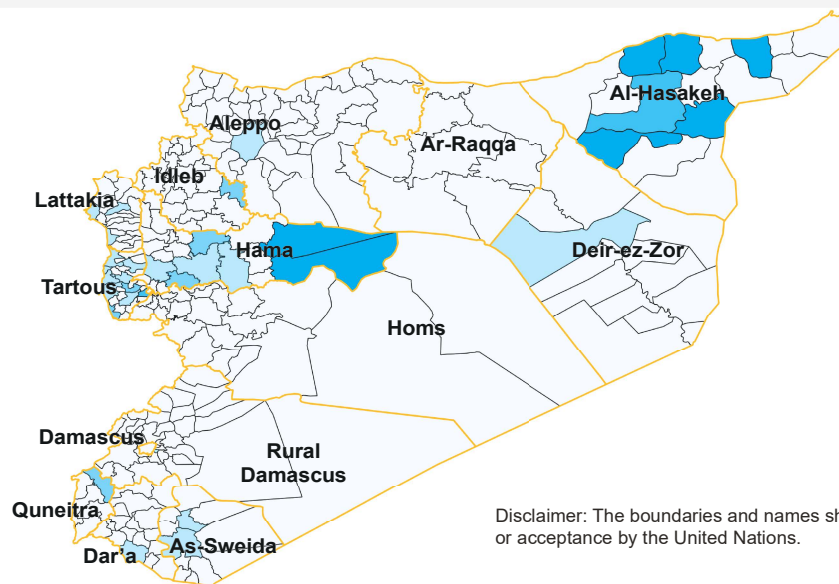 Al-Hasakeh
Aleppo
Ar-Raqqa
Idleb
Lattakia
Hama
Deir-ez-Zor
Tartous
Homs
Damascus
Rural
Damascus
Quneitra
As-Sweida
Dar'a
Disclaimer: The boundaries and names
or acceptance by the United Nations.